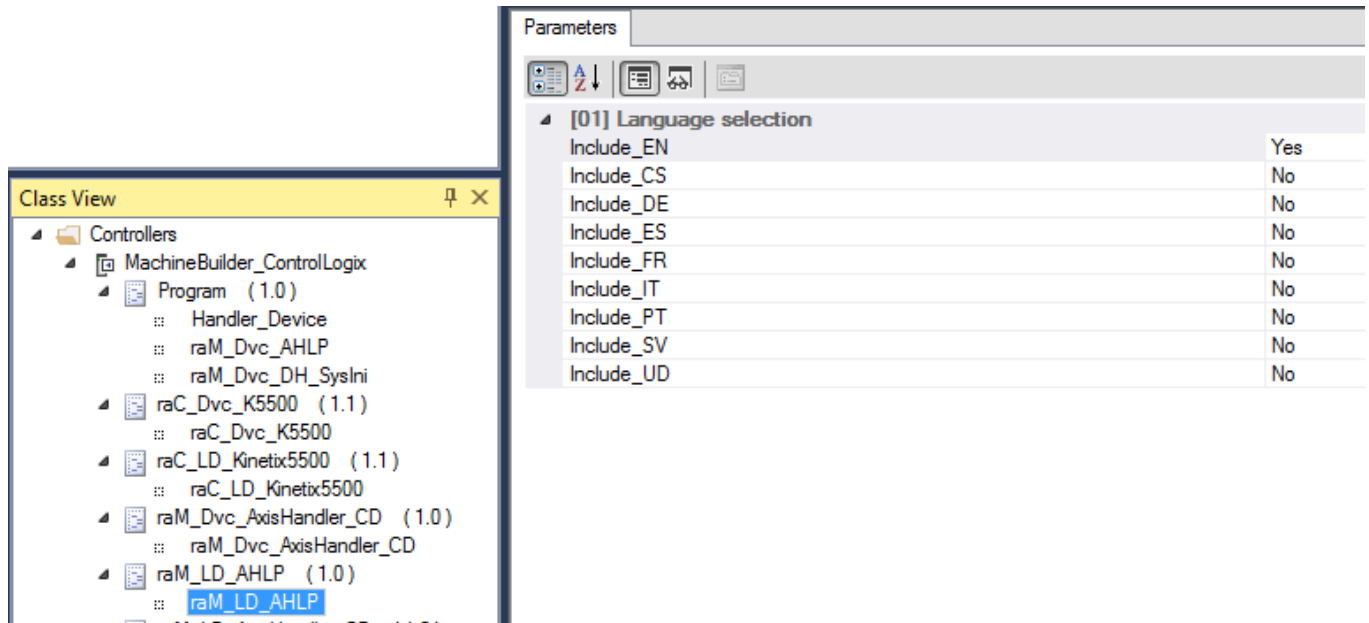 Parameters
[01] Language selection
Include_EN Yes
Include_CS No
Include_DE No
Include_ES No
Include_FR No
Include_IT No
Include_PT No
Include_SV No
Include_UD No
Class View
Controllers
MachineBuilder_ControlLogix
Program (1.0)
Handler_Device
raM_Dvc_AHLP
raM_Dvc_DH_SysIni
raC_Dvc_K5500 (1.1)
raC_Dvc_K5500
raC_LD_Kinetix5500 (1.1)
raC_LD_Kinetix5500
raM_Dvc_AxisHandler_CD (1.0)
raM_Dvc_AxisHandler_CD
raM_LD_AHLP (1.0)
raM_LD_AHLP